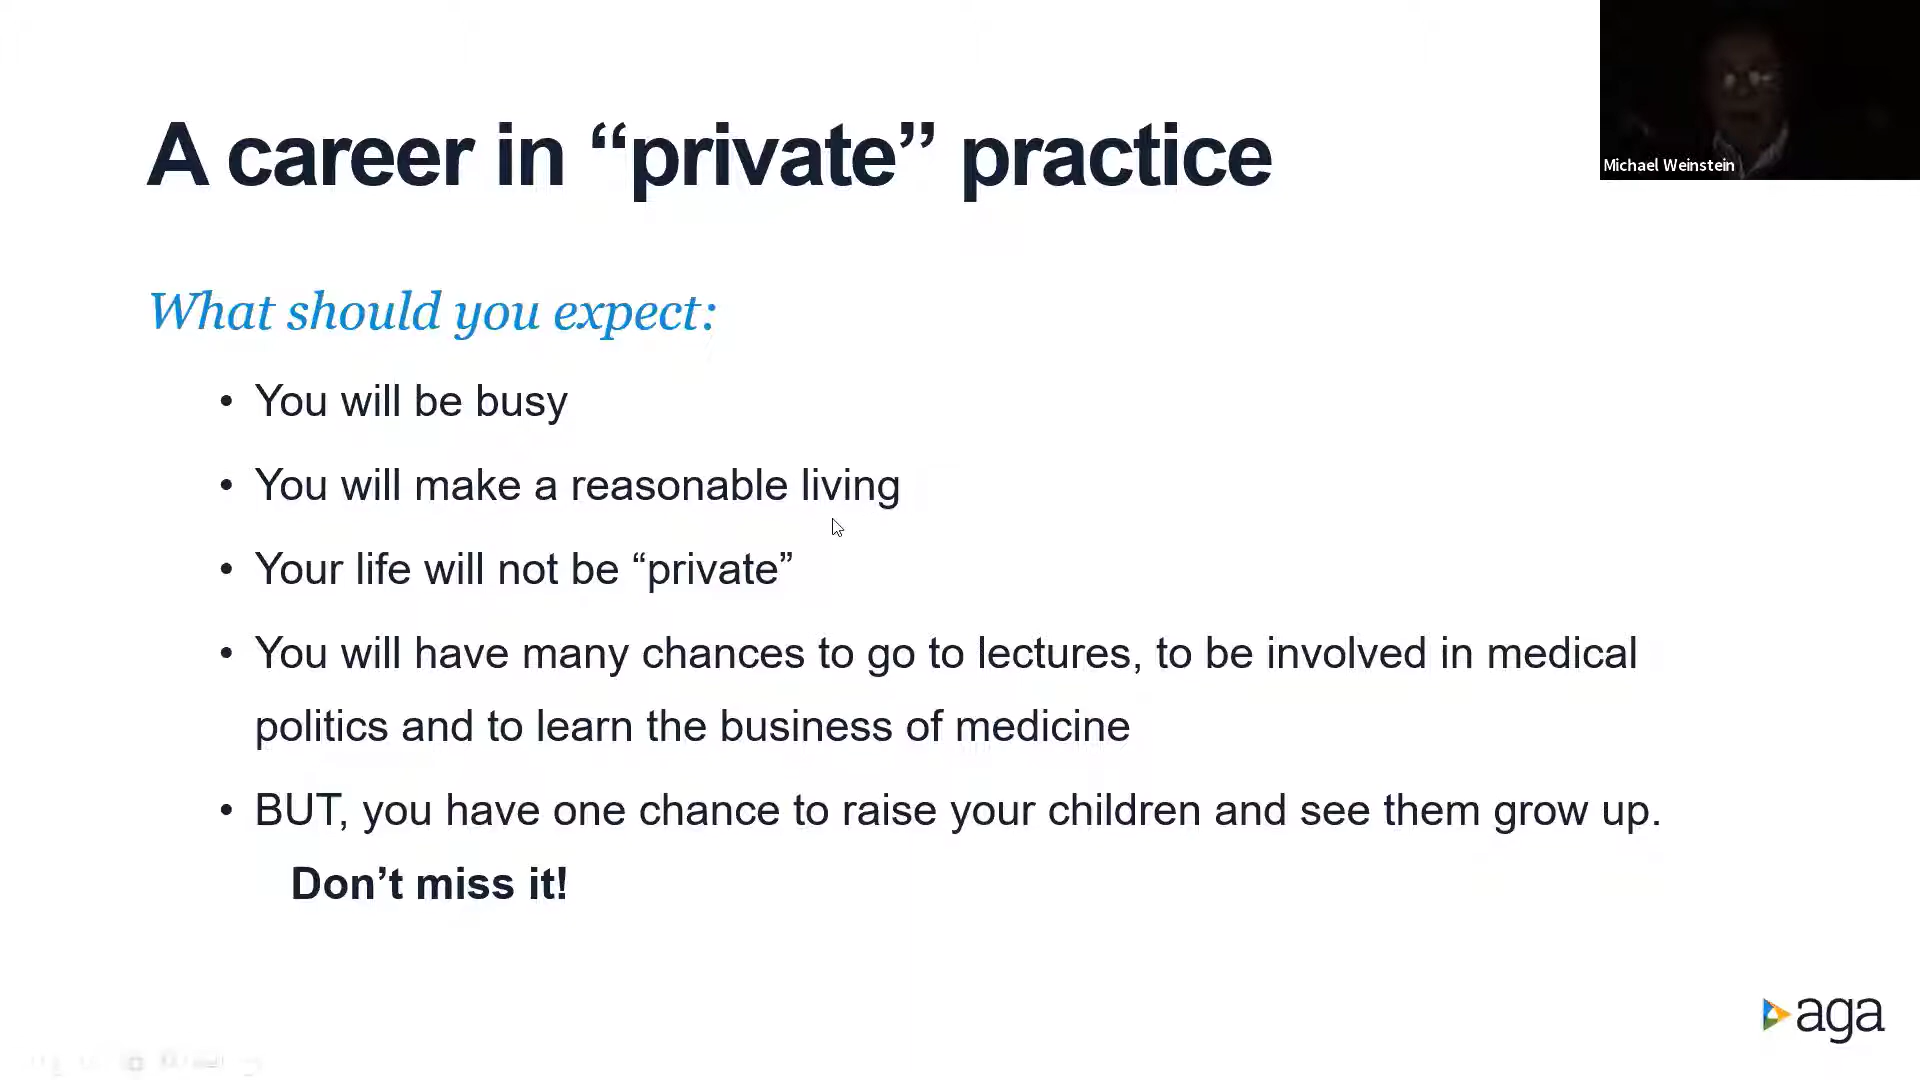 Michael Weinstein
A career in “private” practice
What should you expect:
• You will be busy
• You will make a reasonable living
• Your life will not be “private”
• You will have many chances to go to lectures, to be involved in medical
politics and to learn the business of medicine
• BUT, you have one chance to raise your children and see them grow up.
Don’t miss it!
aga